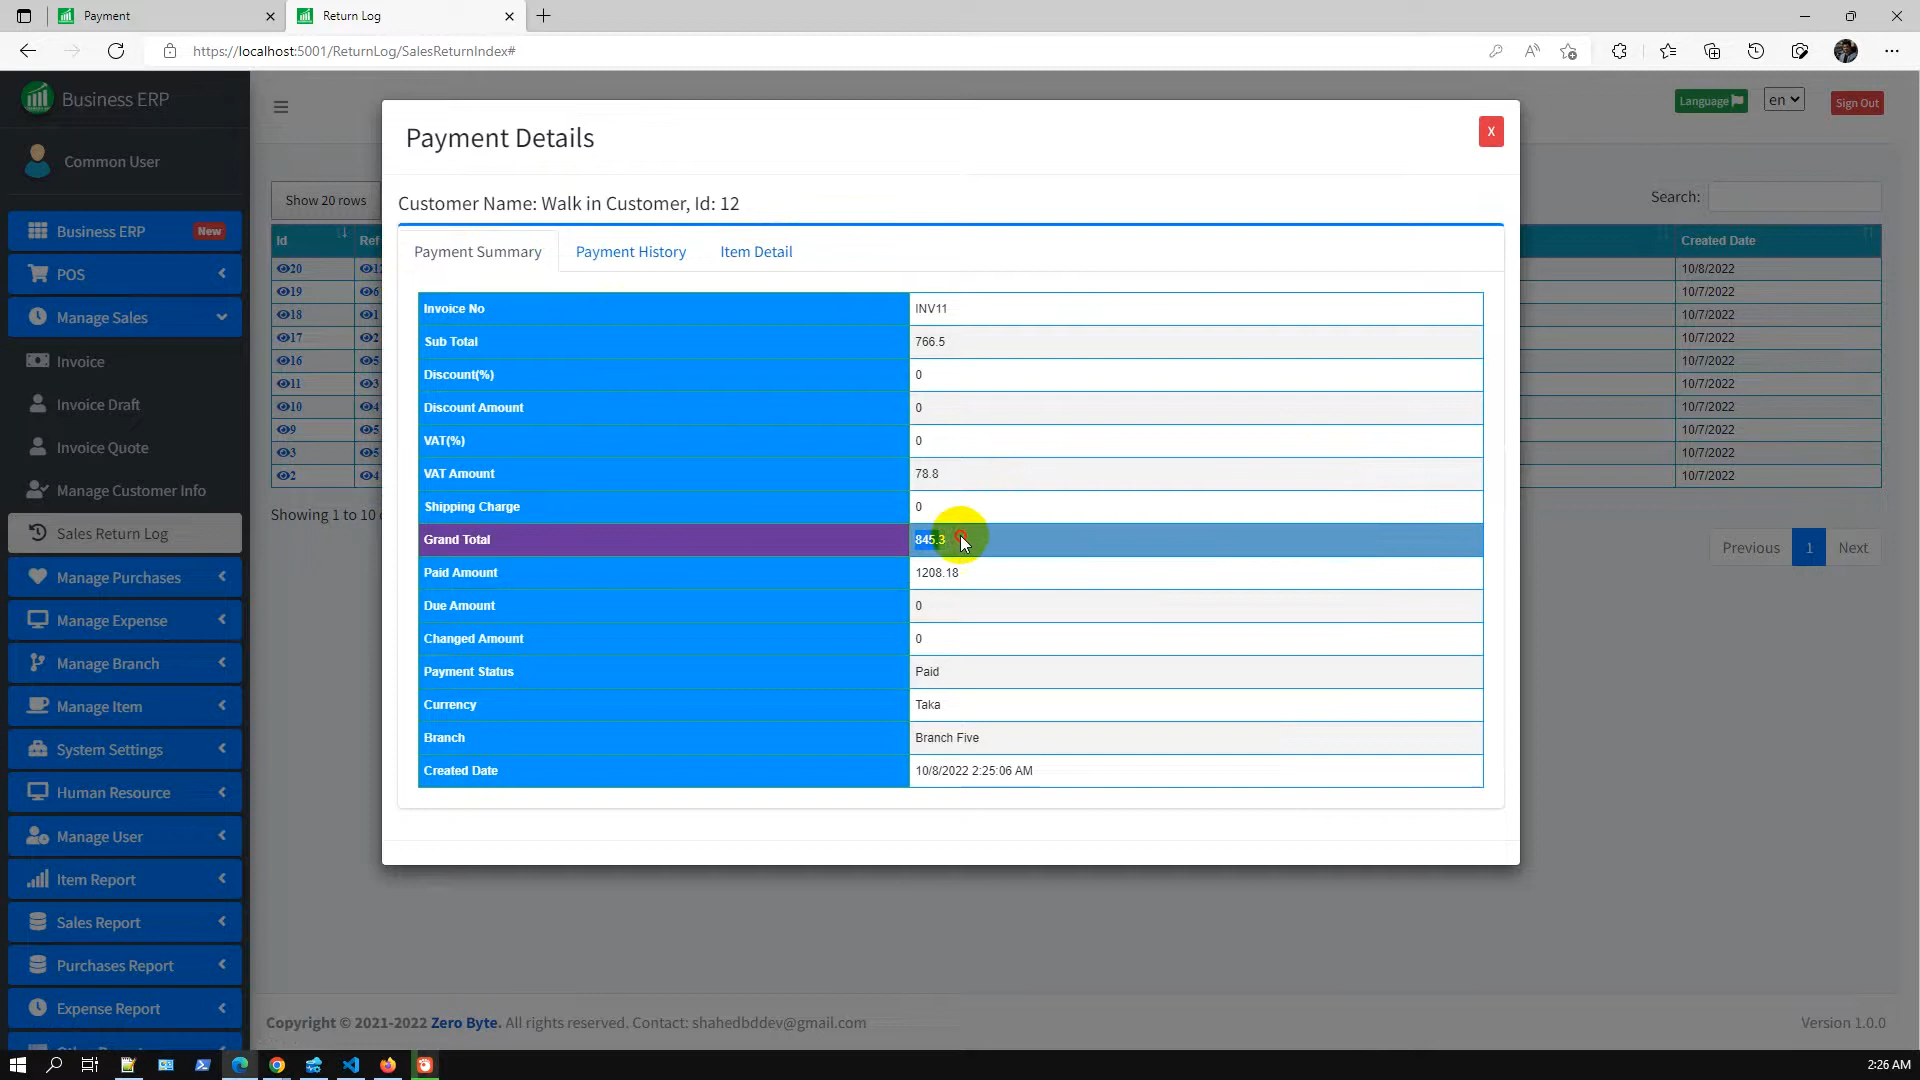 Payment
Return Log
https://localhost:5001/ReturnLog/SalesReturnIndex#
Business ERP
Language
en
Sign Out
Common User
Business ERP New
POS
Manage Sales
Invoice
Invoice Draft
Invoice Quote
Manage Customer Info
Sales Return Log
Manage Purchases
Manage Expense
Manage Branch
Manage Item
System Settings
Human Resource
Manage User
Item Report
Sales Report
Purchases Report
Expense Report
Show 20 rows
Search:
Id Ref Created Date
20 10/8/2022
19 6 10/7/2022
18 1 10/7/2022
17 2 10/7/2022
16 5 10/7/2022
11 3 10/7/2022
10 4 10/7/2022
9 5 10/7/2022
3 5 10/7/2022
2 4 10/7/2022
Showing 1 to 10
Previous 1 Next
Payment Details
X
Customer Name: Walk in Customer, Id: 12
Payment Summary Payment History Item Detail
Invoice No INV11
Sub Total 766.5
Discount(%) 0
Discount Amount 0
VAT(%) 0
VAT Amount 78.8
Shipping Charge 0
Grand Total 845.3
Paid Amount 1208.18
Due Amount 0
Changed Amount 0
Payment Status Paid
Currency Taka
Branch Branch Five
Created Date 10/8/2022 2:25:06 AM
Copyright © 2021-2022 Zero Byte. All rights reserved. Contact: shahedbddev@gmail.com
Version 1.0.0
2:26 AM